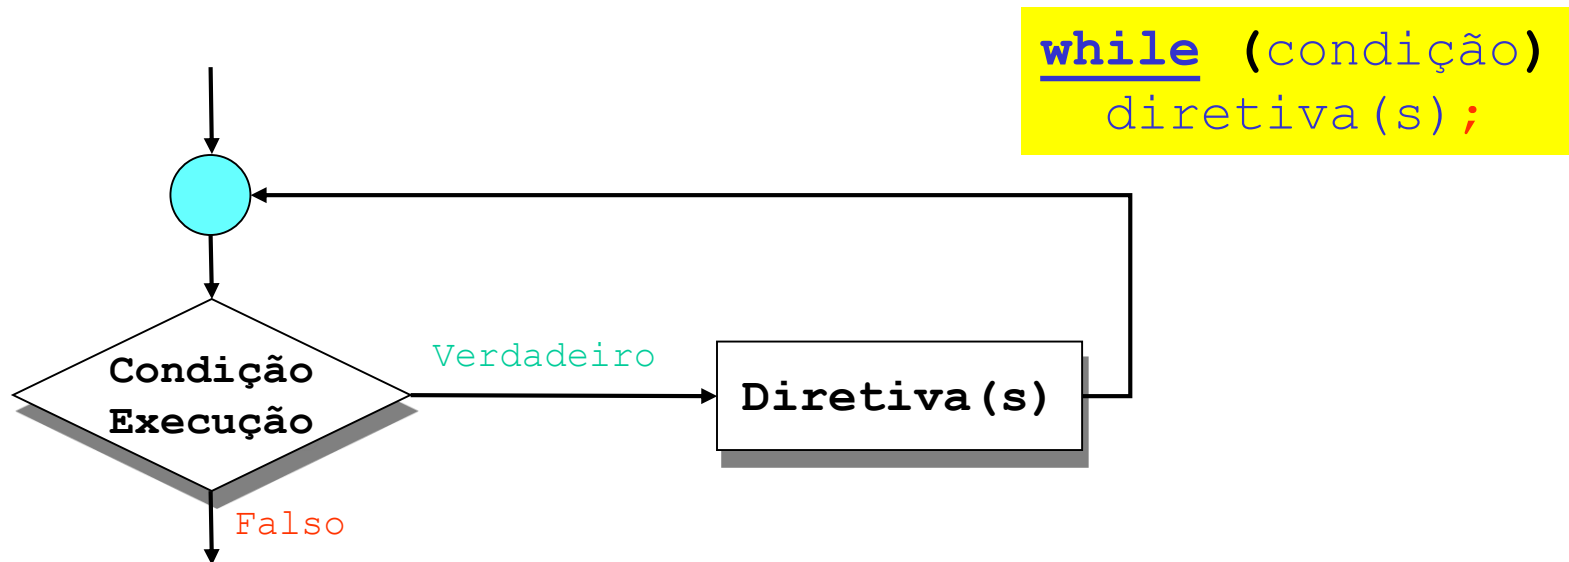 while (condição)
diretiva(s);
Condição
Execução
Verdadeiro
Diretiva(s)
Falso